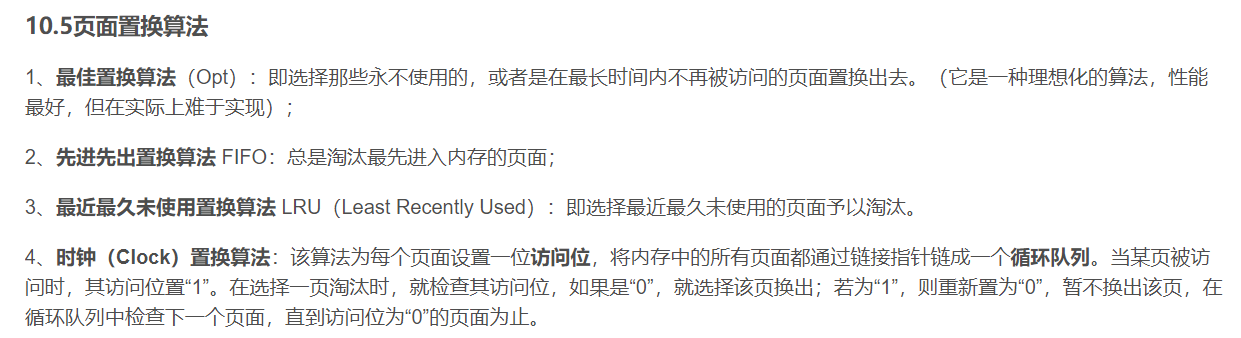 10.5页面置换算法
1、最佳置换算法（Opt）：即选择那些永不使用的，或者是在最长时间内不再被访问的页面置换出去。（它是一种理想化的算法，性能
最好，但在实际上难于实现）；
2、先进先出置换算法 FIFO：总是淘汰最先进入内存的页面；
3、最近最久未使用置换算法 LRU（Least Recently Used）：即选择最近最久未使用的页面予以淘汰。
4、时钟（Clock）置换算法：该算法为每个页面设置一位访问位，将内存中的所有页面都通过链接指针链成一个循环队列。当某页被访
问时，其访问位置“1”。在选择一页淘汰时，就检查其访问位，如果是“0”，就选择该页换出；若为“1”，则重新置为“0”，暂不换出该页，在
循环队列中检查下一个页面，直到访问位为“0”的页面为止。